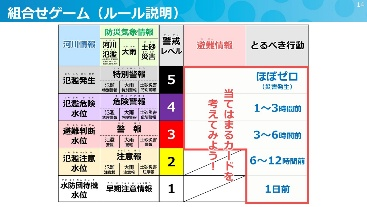 組合せゲーム（ルール説明）
河川情報
防災気象情報
河川氾濫
大雨
土砂災害
警戒レベル
避難情報
とるべき行動
氾濫発生
特別警報
5
ほぼゼロ
（災害発生）
氾濫危険水位
危険警報
4
1～3時間前
避難判断水位
警報
3
3～6時間前
氾濫注意水位
注意報
2
6～12時間前
水防団待機水位
早期注意情報
1
1日前
当てはまるカードを
考えてみよう！